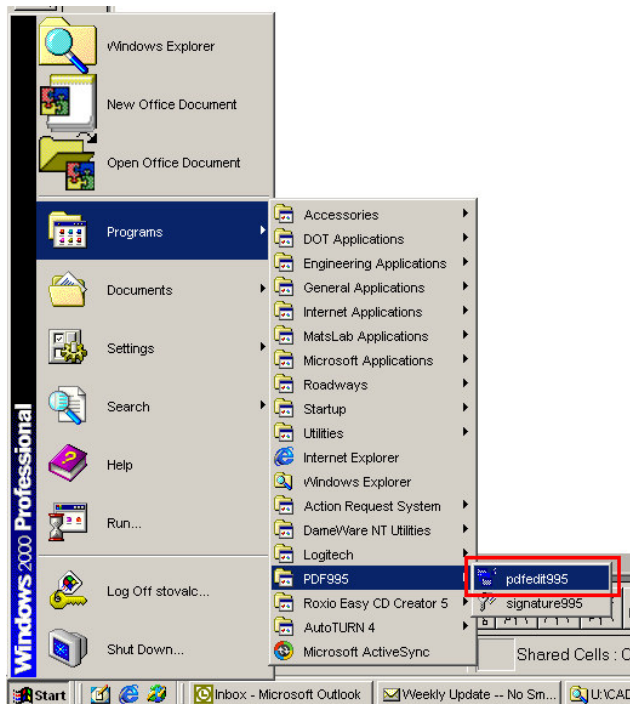 Windows Explorer
New Office Document
Open Office Document
Programs
Documents
Settings
Search
Help
Run...
Log Off stovalc...
Shut Down...
Windows 2000 Professional
Accessories
DOT Applications
Engineering Applications
General Applications
Internet Applications
MatsLab Applications
Microsoft Applications
Roadways
Startup
Utilities
Internet Explorer
Windows Explorer
Action Request System
DameWare NT Utilities
Logitech
PDF995
Roxio Easy CD Creator 5
AutoTURN 4
Microsoft ActiveSync
pdfedit995
signature995
Shared Cells : C
Start
Inbox - Microsoft Outlook
Weekly Update -- No Sm...
U:\CAD